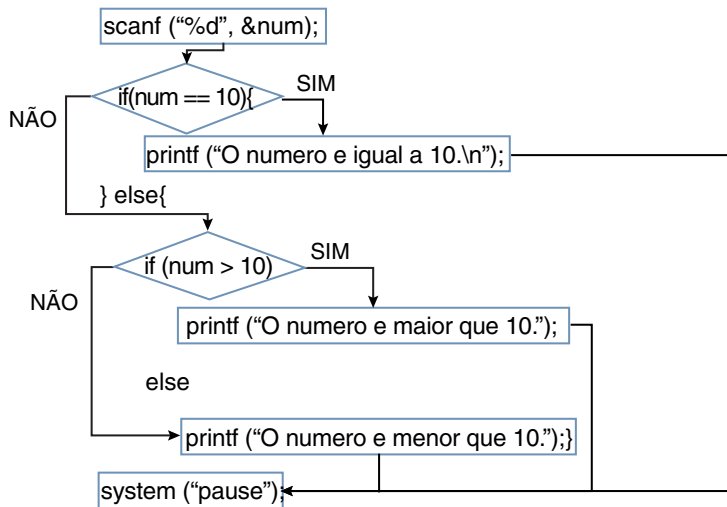 scanf (“%d”, &num);
if(num == 10){
SIM
NÃO
printf (“O numero e igual a 10.\n”);
} else{
if (num > 10)
SIM
NÃO
printf (“O numero e maior que 10.”);
else
printf (“O numero e menor que 10.”);}
system (“pause”);